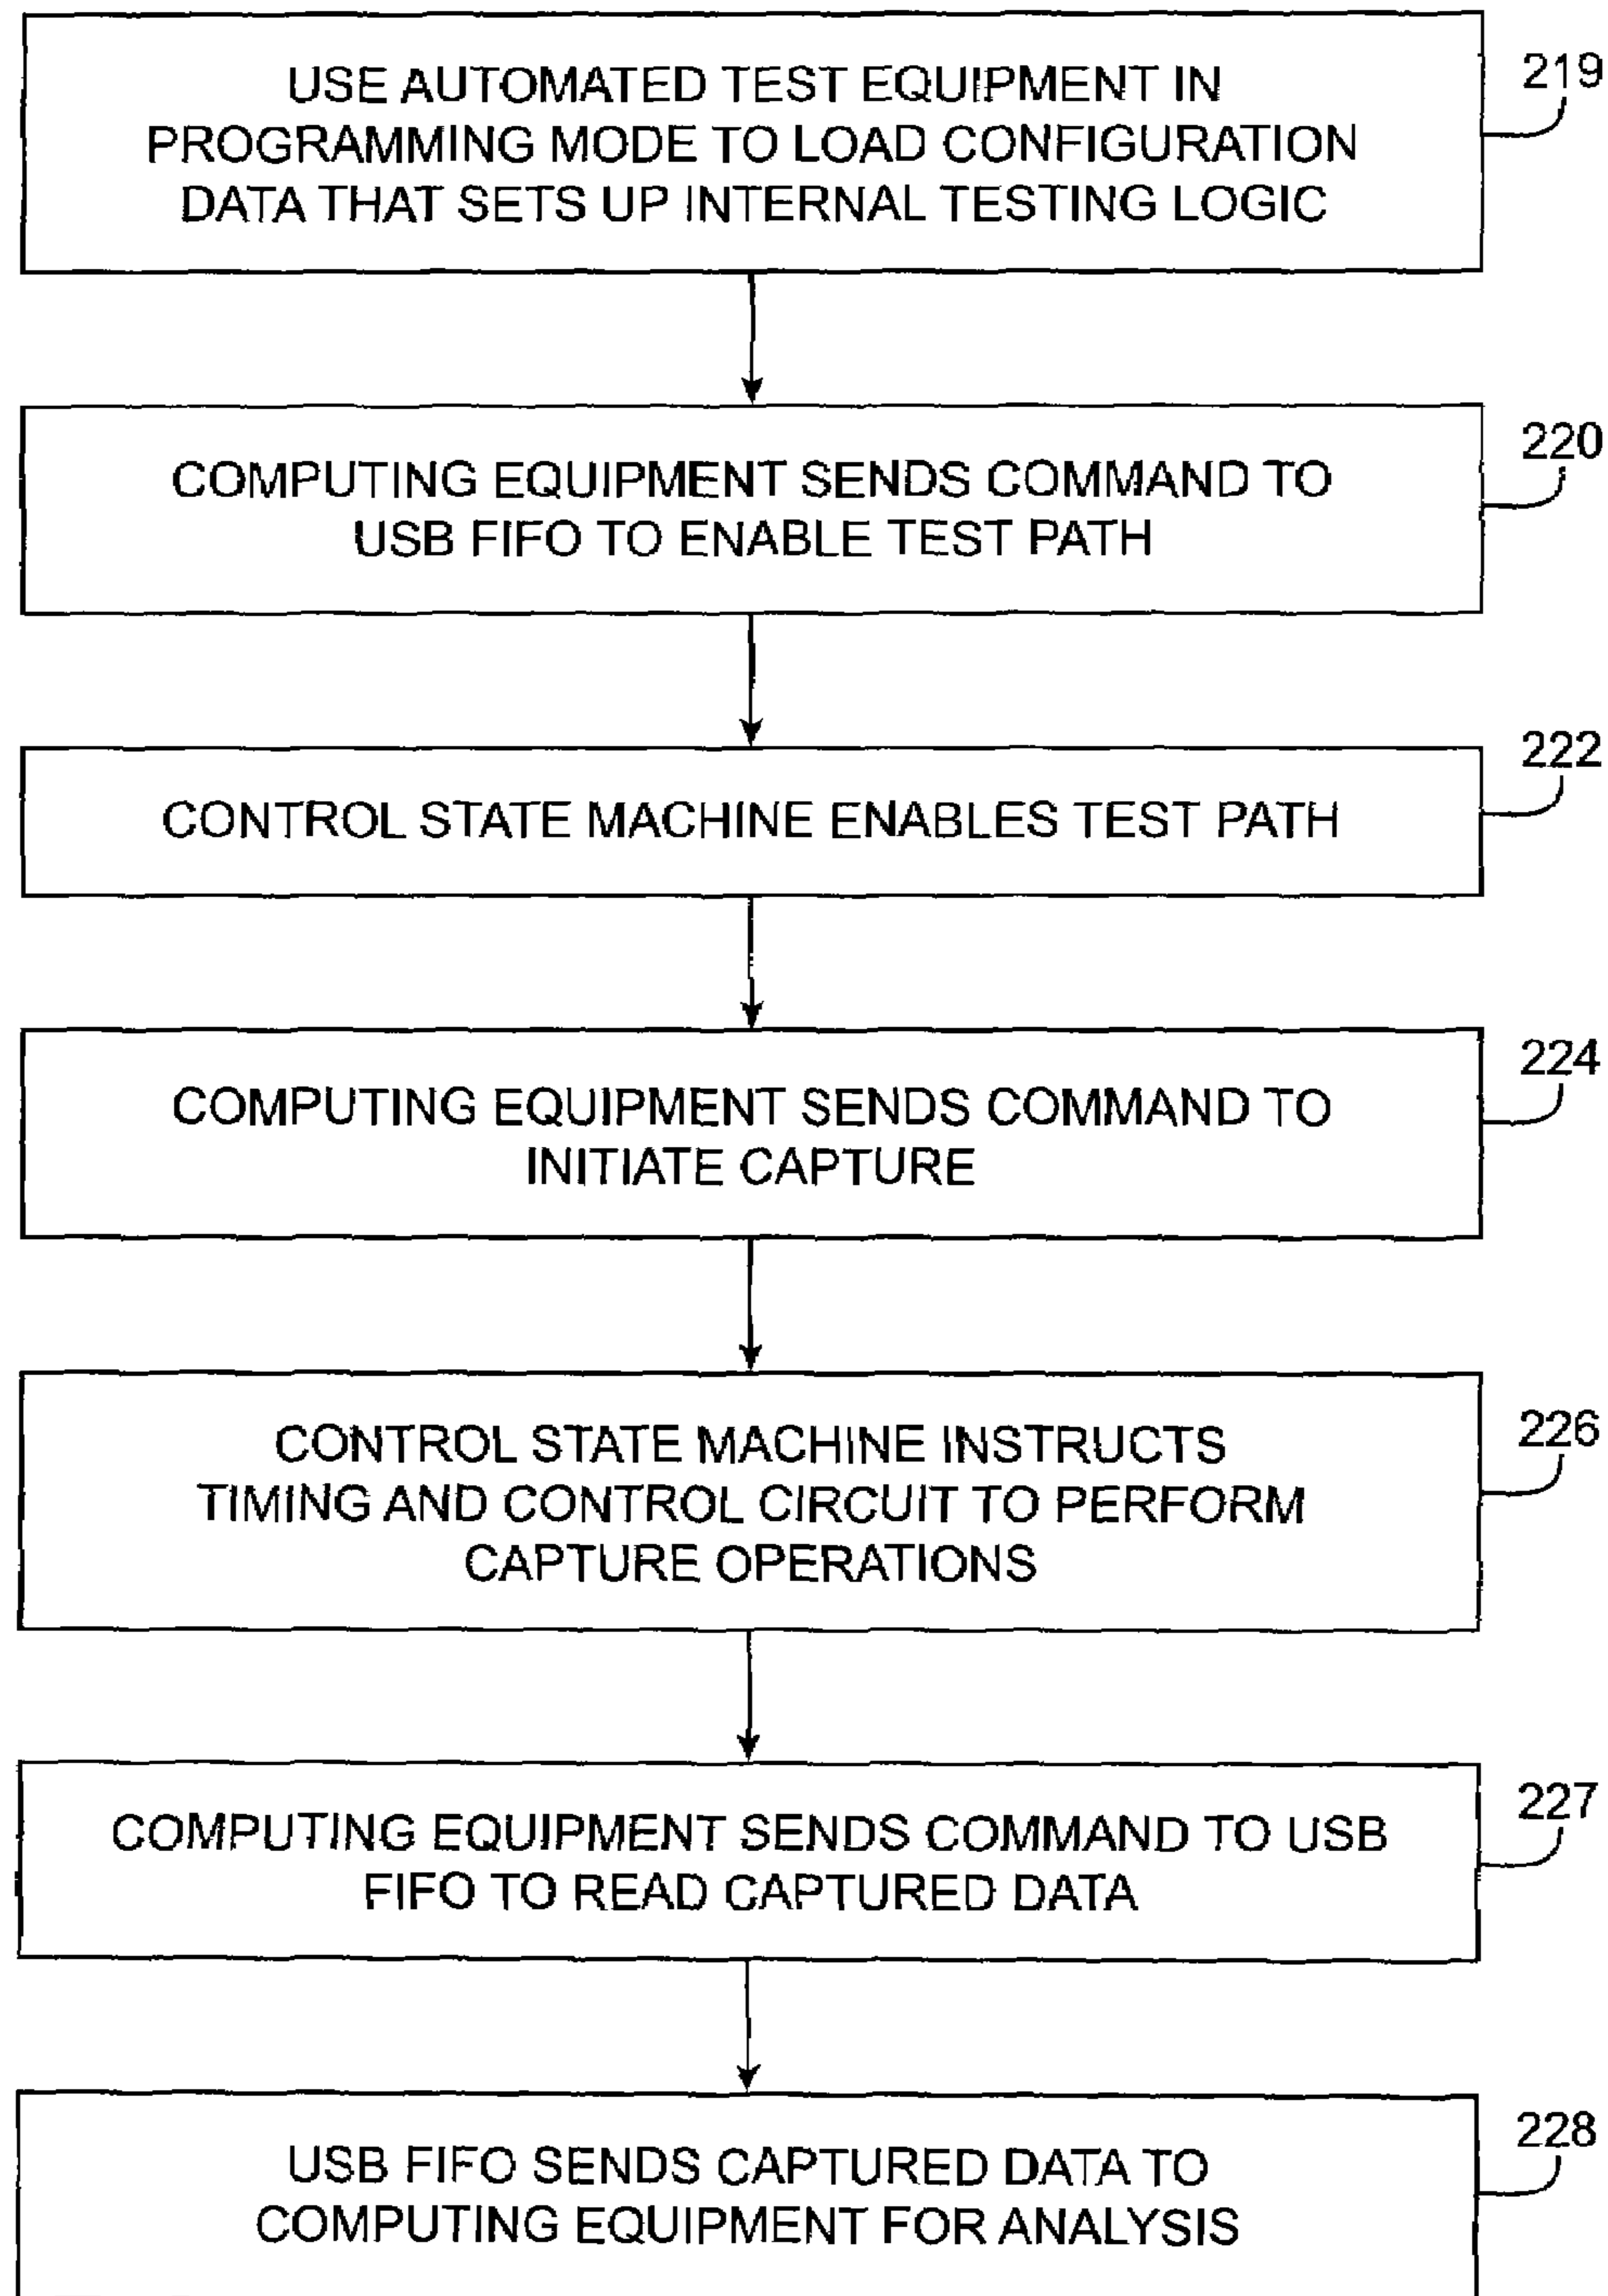 USE AUTOMATED TEST EQUIPMENT IN
PROGRAMMING MODE TO LOAD CONFIGURATION
DATA THAT SETS UP INTERNAL TESTING LOGIC
219
COMPUTING EQUIPMENT SENDS COMMAND TO
USB FIFO TO ENABLE TEST PATH
220
CONTROL STATE MACHINE ENABLES TEST PATH
222
COMPUTING EQUIPMENT SENDS COMMAND TO
INITIATE CAPTURE
224
CONTROL STATE MACHINE INSTRUCTS
TIMING AND CONTROL CIRCUIT TO PERFORM
CAPTURE OPERATIONS
226
COMPUTING EQUIPMENT SENDS COMMAND TO USB
FIFO TO READ CAPTURED DATA
227
USB FIFO SENDS CAPTURED DATA TO
COMPUTING EQUIPMENT FOR ANALYSIS
228